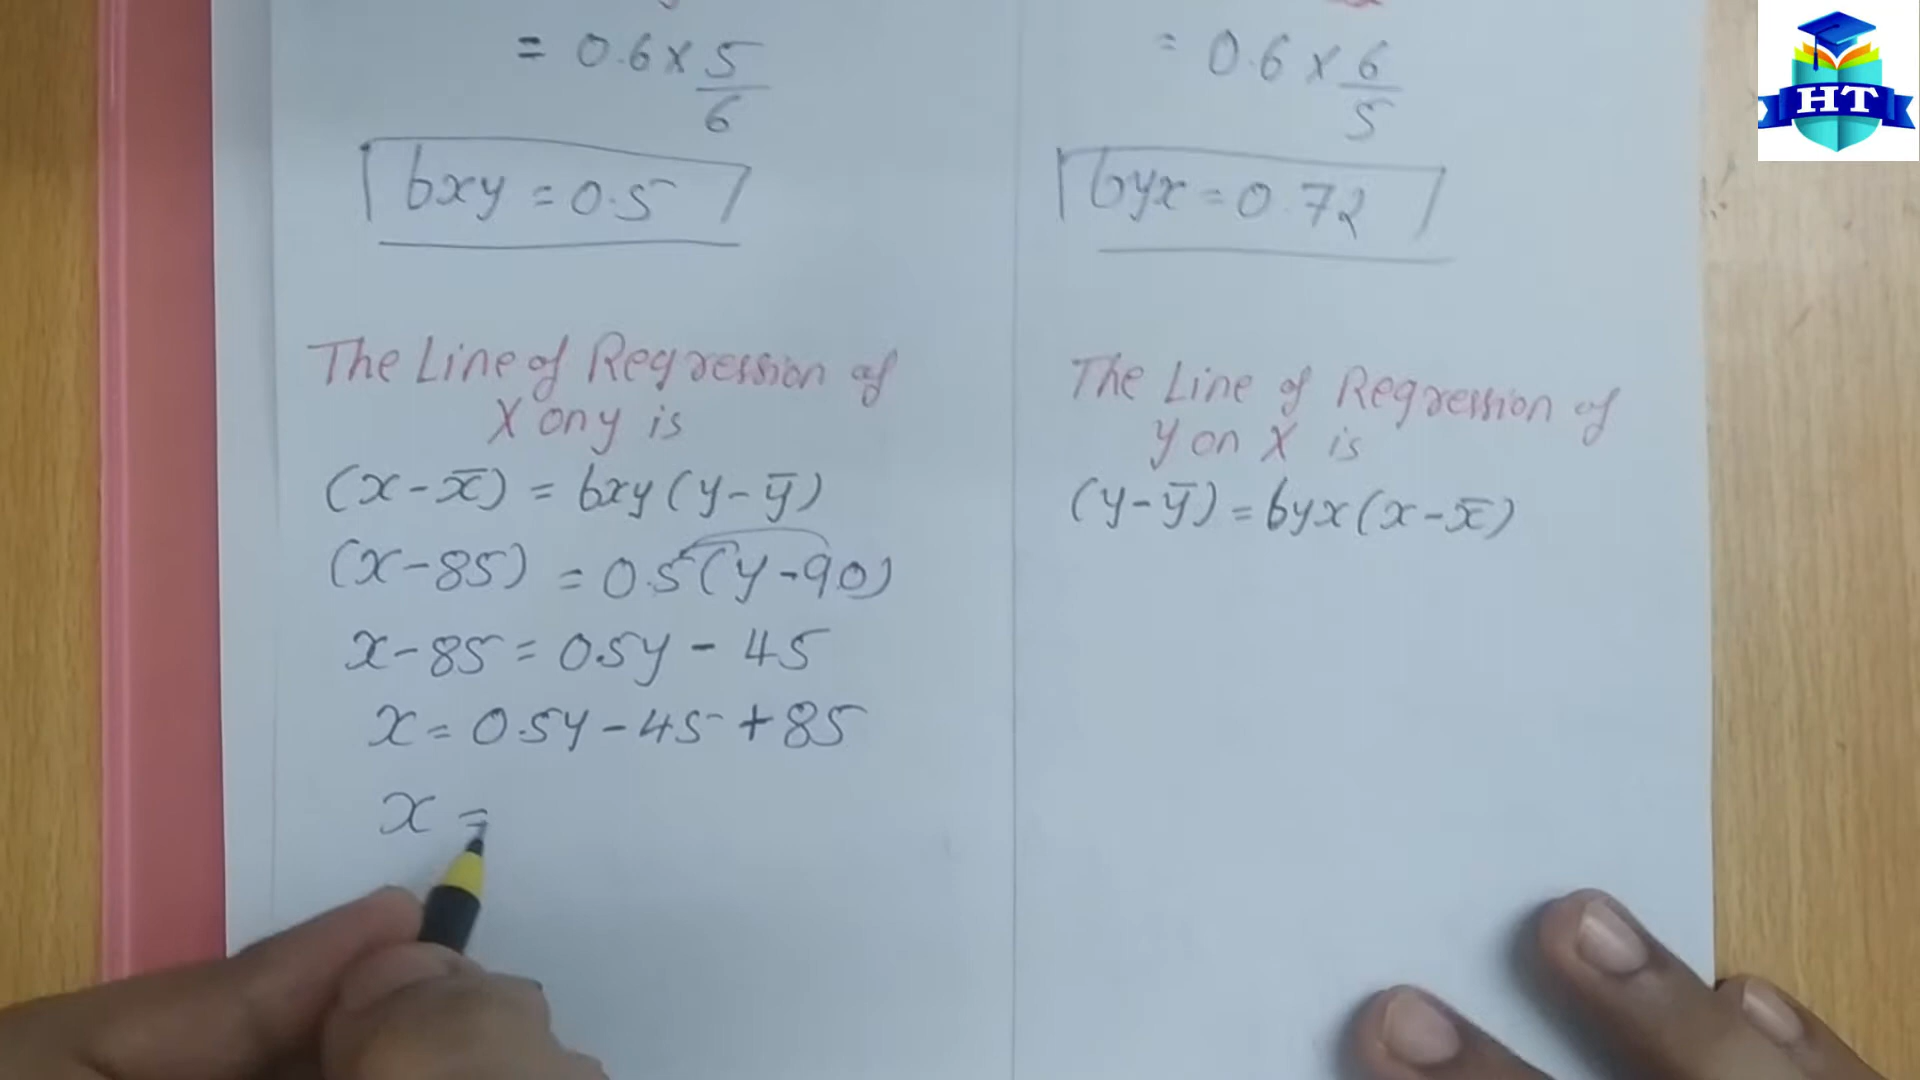 = 0.6 x 5/6
bxy = 0.5
The Line of Regression of
X on y is
(x - x̄) = bxy (y - ȳ)
(x - 85) = 0.5 (y - 90)
x - 85 = 0.5y - 45
x = 0.5y - 45 + 85
x =
= 0.6 x 6/5
byx = 0.72
The Line of Regression of
y on X is
(y - ȳ) = byx (x - x̄)
HT